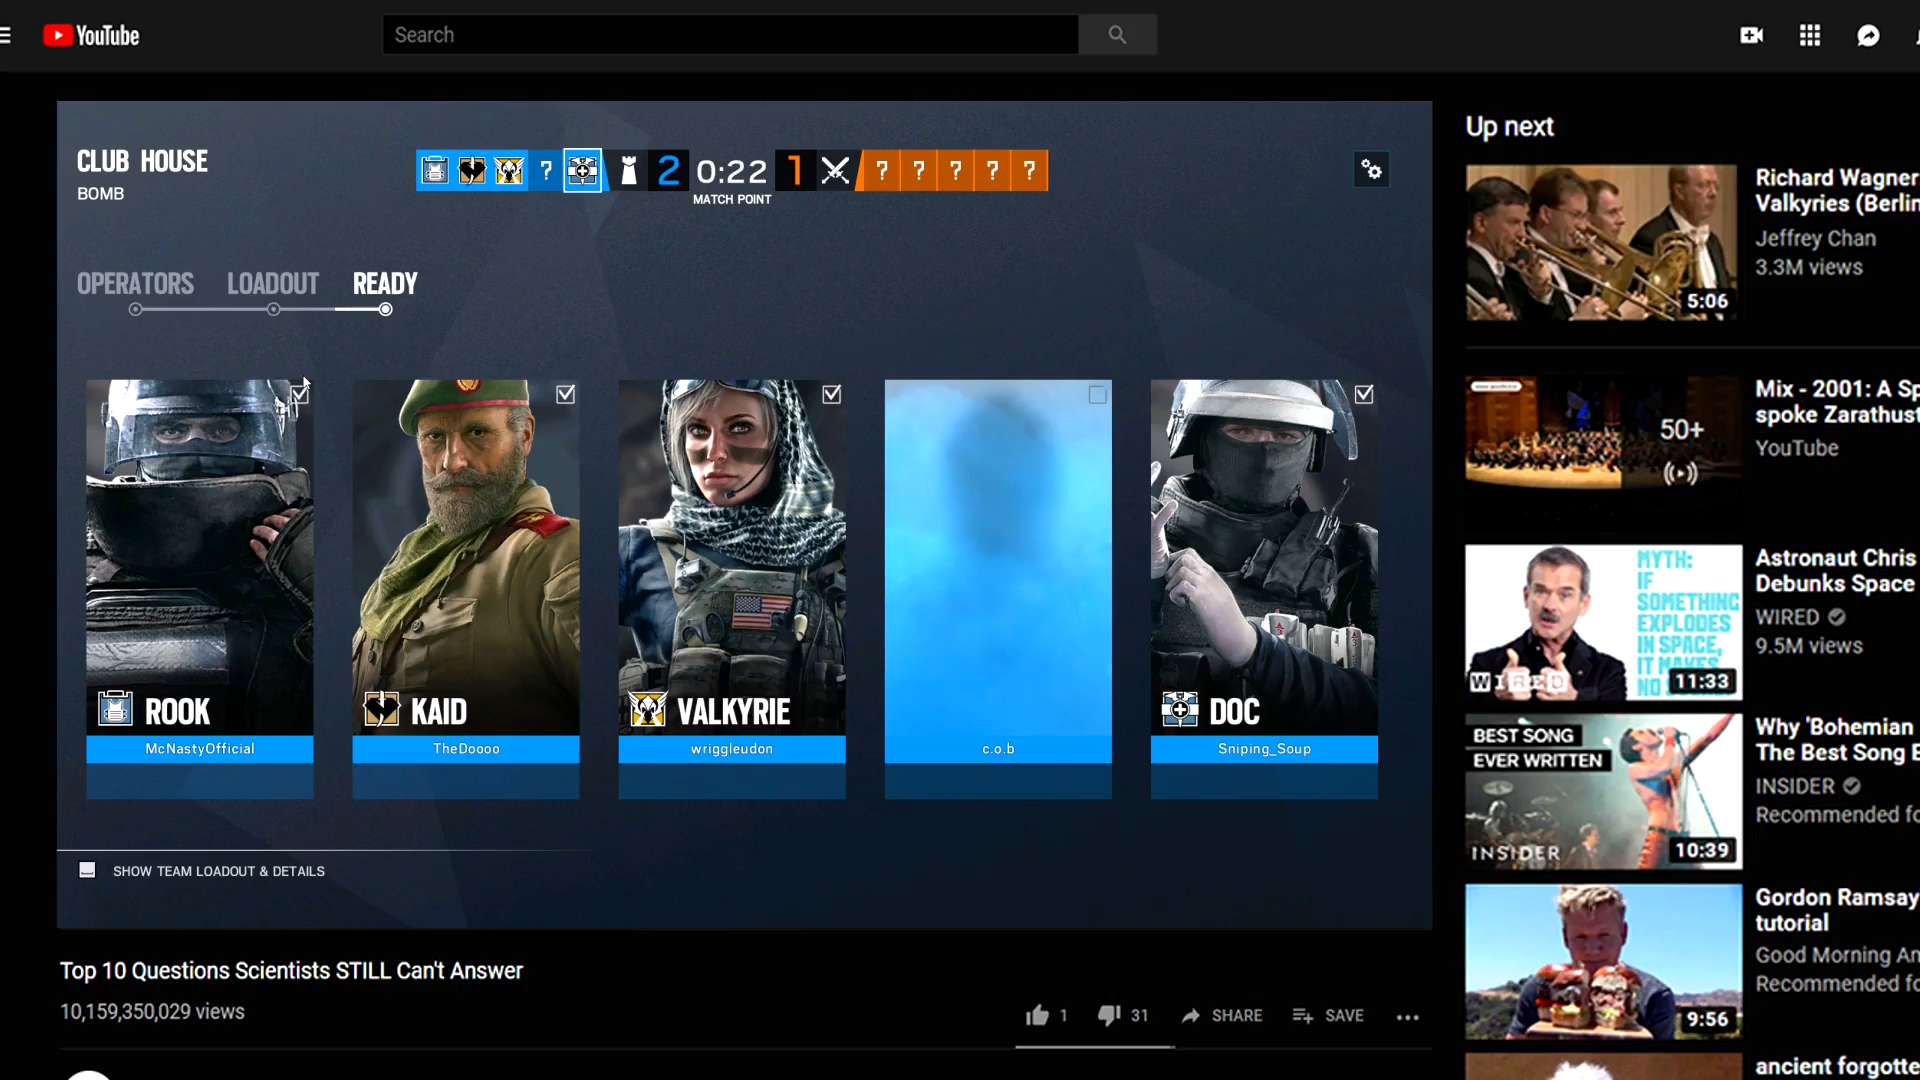 YouTube
Search
CLUB HOUSE
BOMB
? 2 0:22 1 ? ? ? ? ?
MATCH POINT
OPERATORS LOADOUT READY
ROOK
McNastyOfficial
KAID
TheDoooo
VALKYRIE
wriggleudon
c.o.b
DOC
Sniping_Soup
SHOW TEAM LOADOUT & DETAILS
Top 10 Questions Scientists STILL Can't Answer
10,159,350,029 views
1 31 SHARE SAVE
Up next
5:06
Richard Wagner
Valkyries (Berlin
Jeffrey Chan
3.3M views
50+
Mix - 2001: A Sp
spoke Zarathust
YouTube
MYTH:
IF
SOMETHING
EXPLODES
IN SPACE,
IT MAKES
NO
WIRED
11:33
Astronaut Chris
Debunks Space
WIRED
9.5M views
BEST SONG
EVER WRITTEN
INSIDER
10:39
Why 'Bohemian
The Best Song E
INSIDER
Recommended fo
9:56
Gordon Ramsay
tutorial
Good Morning Am
Recommended fo
ancient forgotte